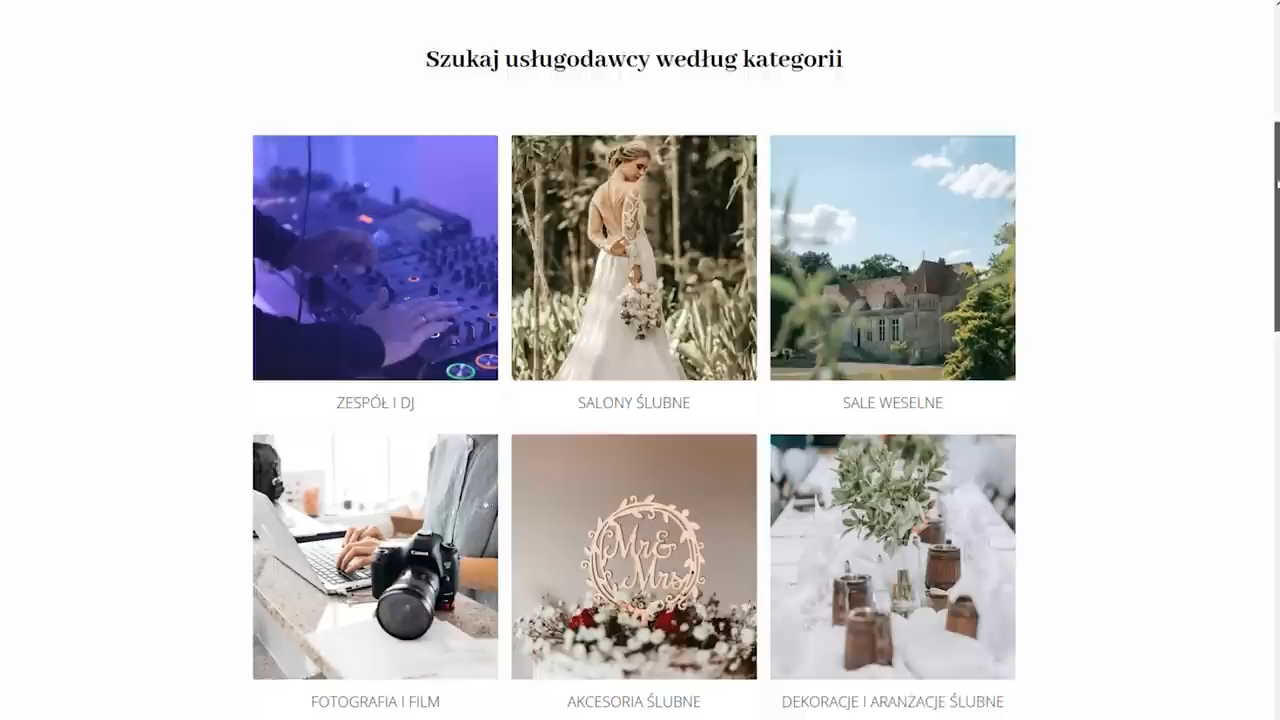 Szukaj usługodawcy według kategorii
ZESPÓŁ I DJ
SALONY ŚLUBNE
SALE WESELNE
Canon
Mr&
Mrs
FOTOGRAFIA I FILM
AKCESORIA ŚLUBNE
DEKORACJE I ARANŻACJE ŚLUBNE